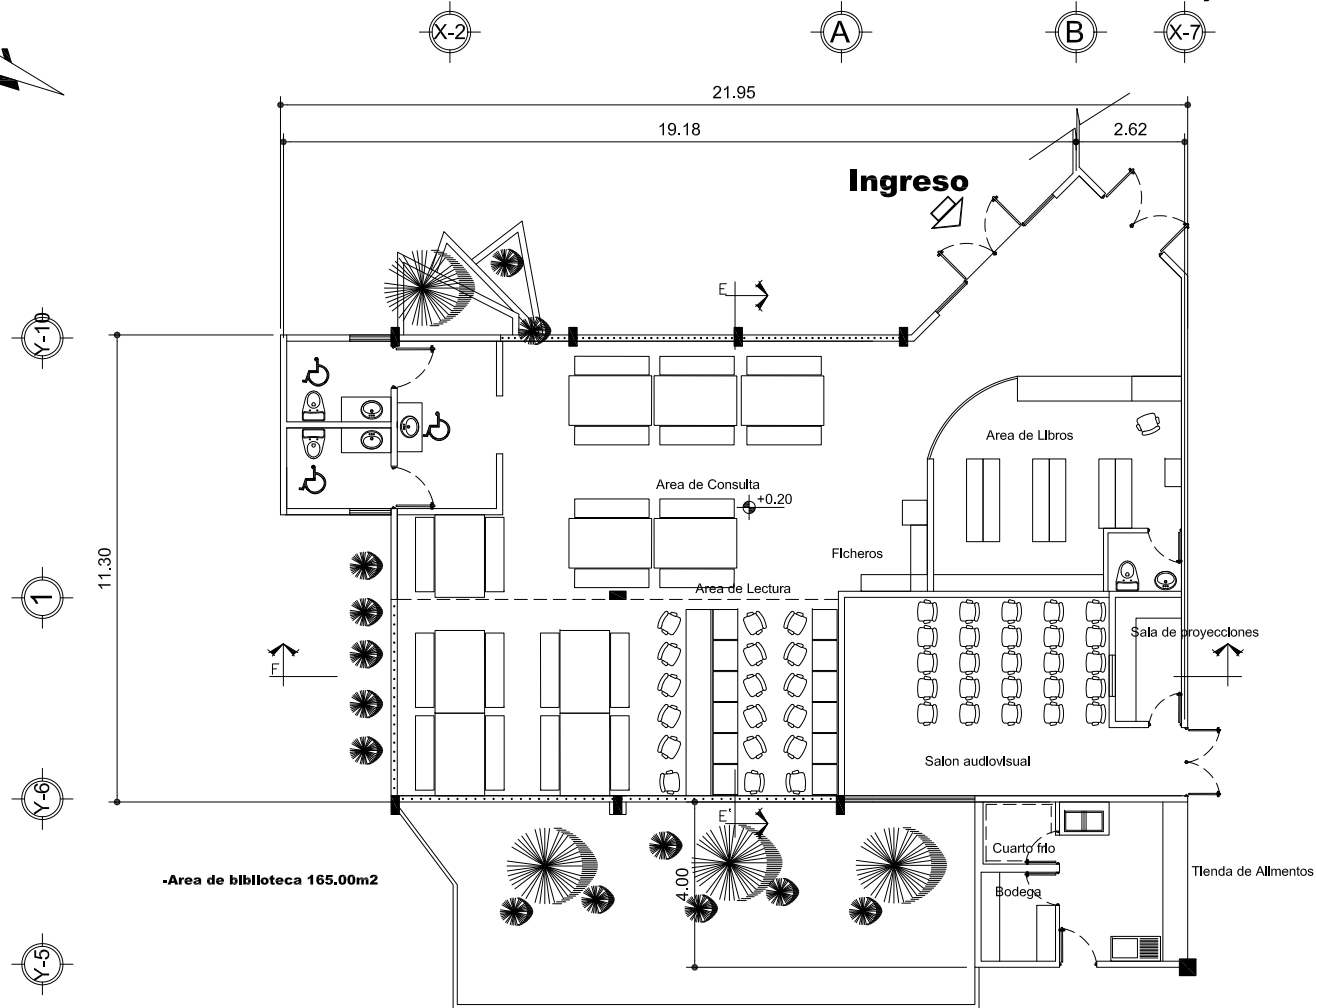 X-2
A
B
X-7
21.95
19.18
2.62
Ingreso
E
Y-10
Area de Libros
Area de Consulta
+0.20
Ficheros
11.30
Area de Lectura
1
Sala de proyecciones
F
Salon audiovisual
Y-6
E'
Cuarto frio
-Area de biblioteca 165.00m2
4.00
Tienda de Alimentos
Bodega
Y-5